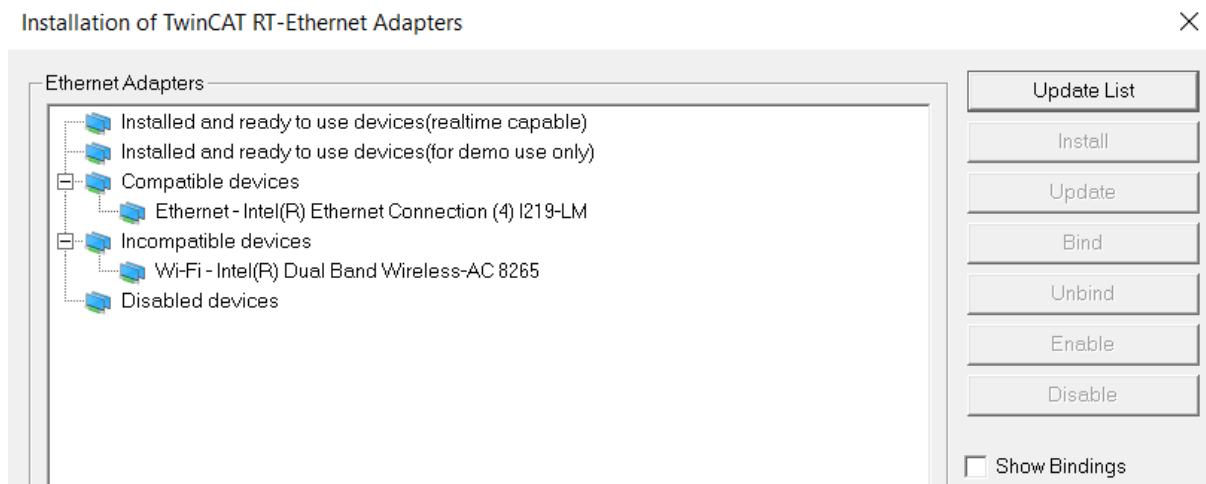 Installation of TwinCAT RT-Ethernet Adapters
Ethernet Adapters
Installed and ready to use devices(realtime capable)
Installed and ready to use devices(for demo use only)
Compatible devices
Ethernet - Intel(R) Ethernet Connection (4) I219-LM
Incompatible devices
Wi-Fi - Intel(R) Dual Band Wireless-AC 8265
Disabled devices
Update List
Install
Update
Bind
Unbind
Enable
Disable
Show Bindings